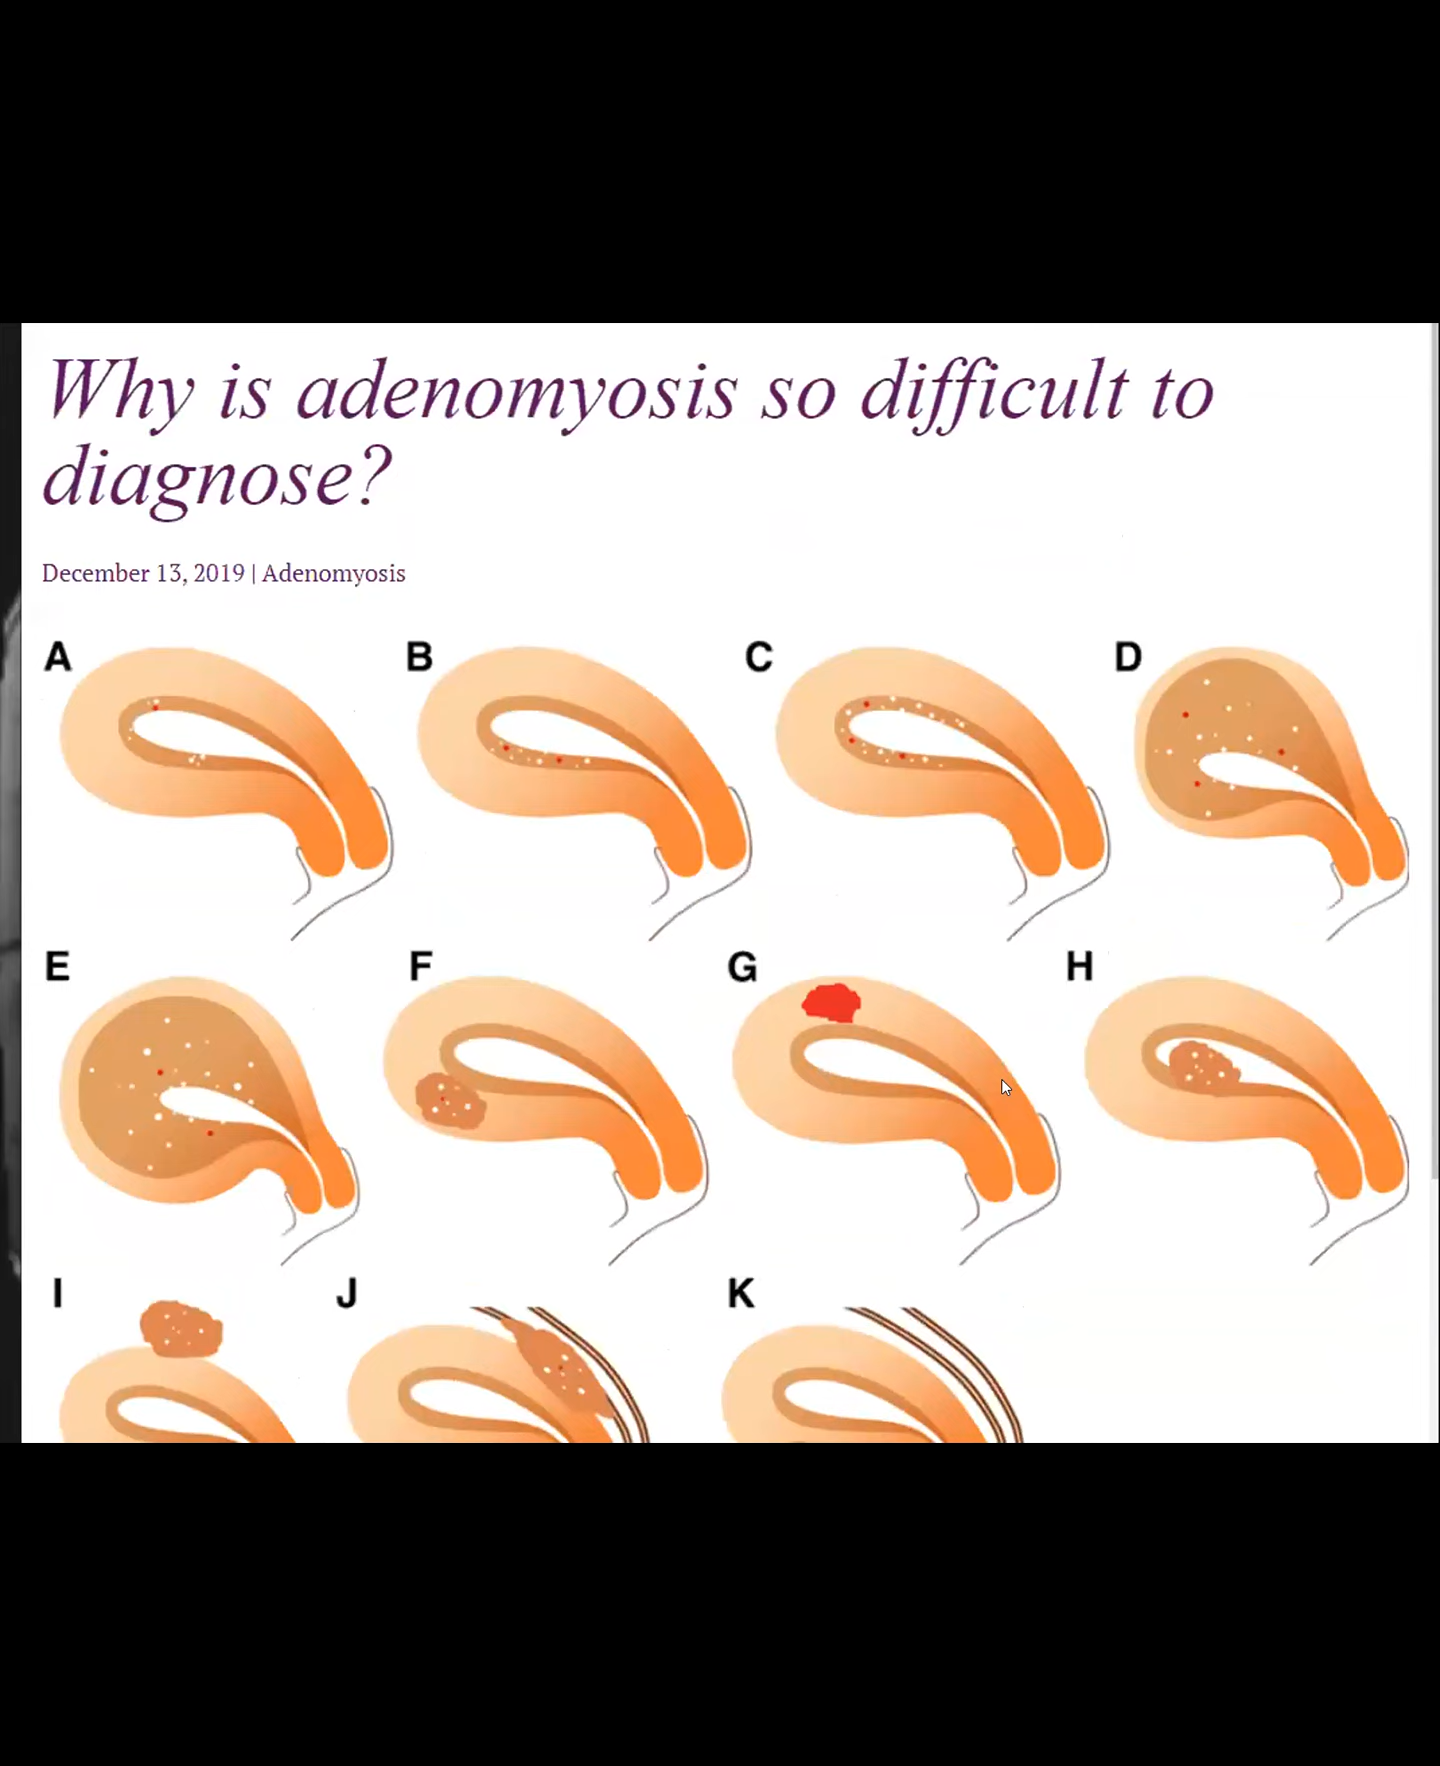 Why is adenomyosis so difficult to
diagnose?
December 13, 2019 | Adenomyosis
A B C D
E F G H
I J K